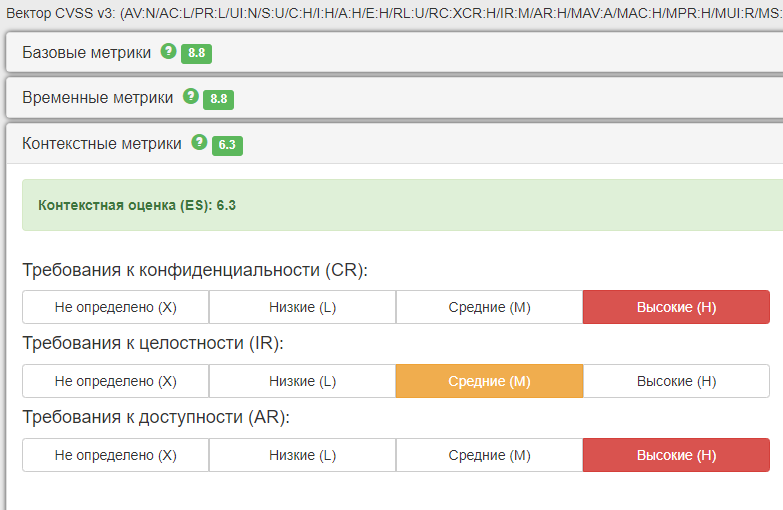 Вектор CVSS v3: (AV:N/AC:L/PR:L/UI:N/S:U/C:H/I:H/A:H/E:H/RL:U/RC:XCR:H/IR:M/AR:H/MAV:A/MAC:H/MPR:H/MUI:R/MS:
Базовые метрики ? 8.8
Временные метрики ? 8.8
Контекстные метрики ? 6.3
Контекстная оценка (ES): 6.3
Требования к конфиденциальности (CR):
Не определено (X) Низкие (L) Средние (M) Высокие (H)
Требования к целостности (IR):
Не определено (X) Низкие (L) Средние (M) Высокие (H)
Требования к доступности (AR):
Не определено (X) Низкие (L) Средние (M) Высокие (H)